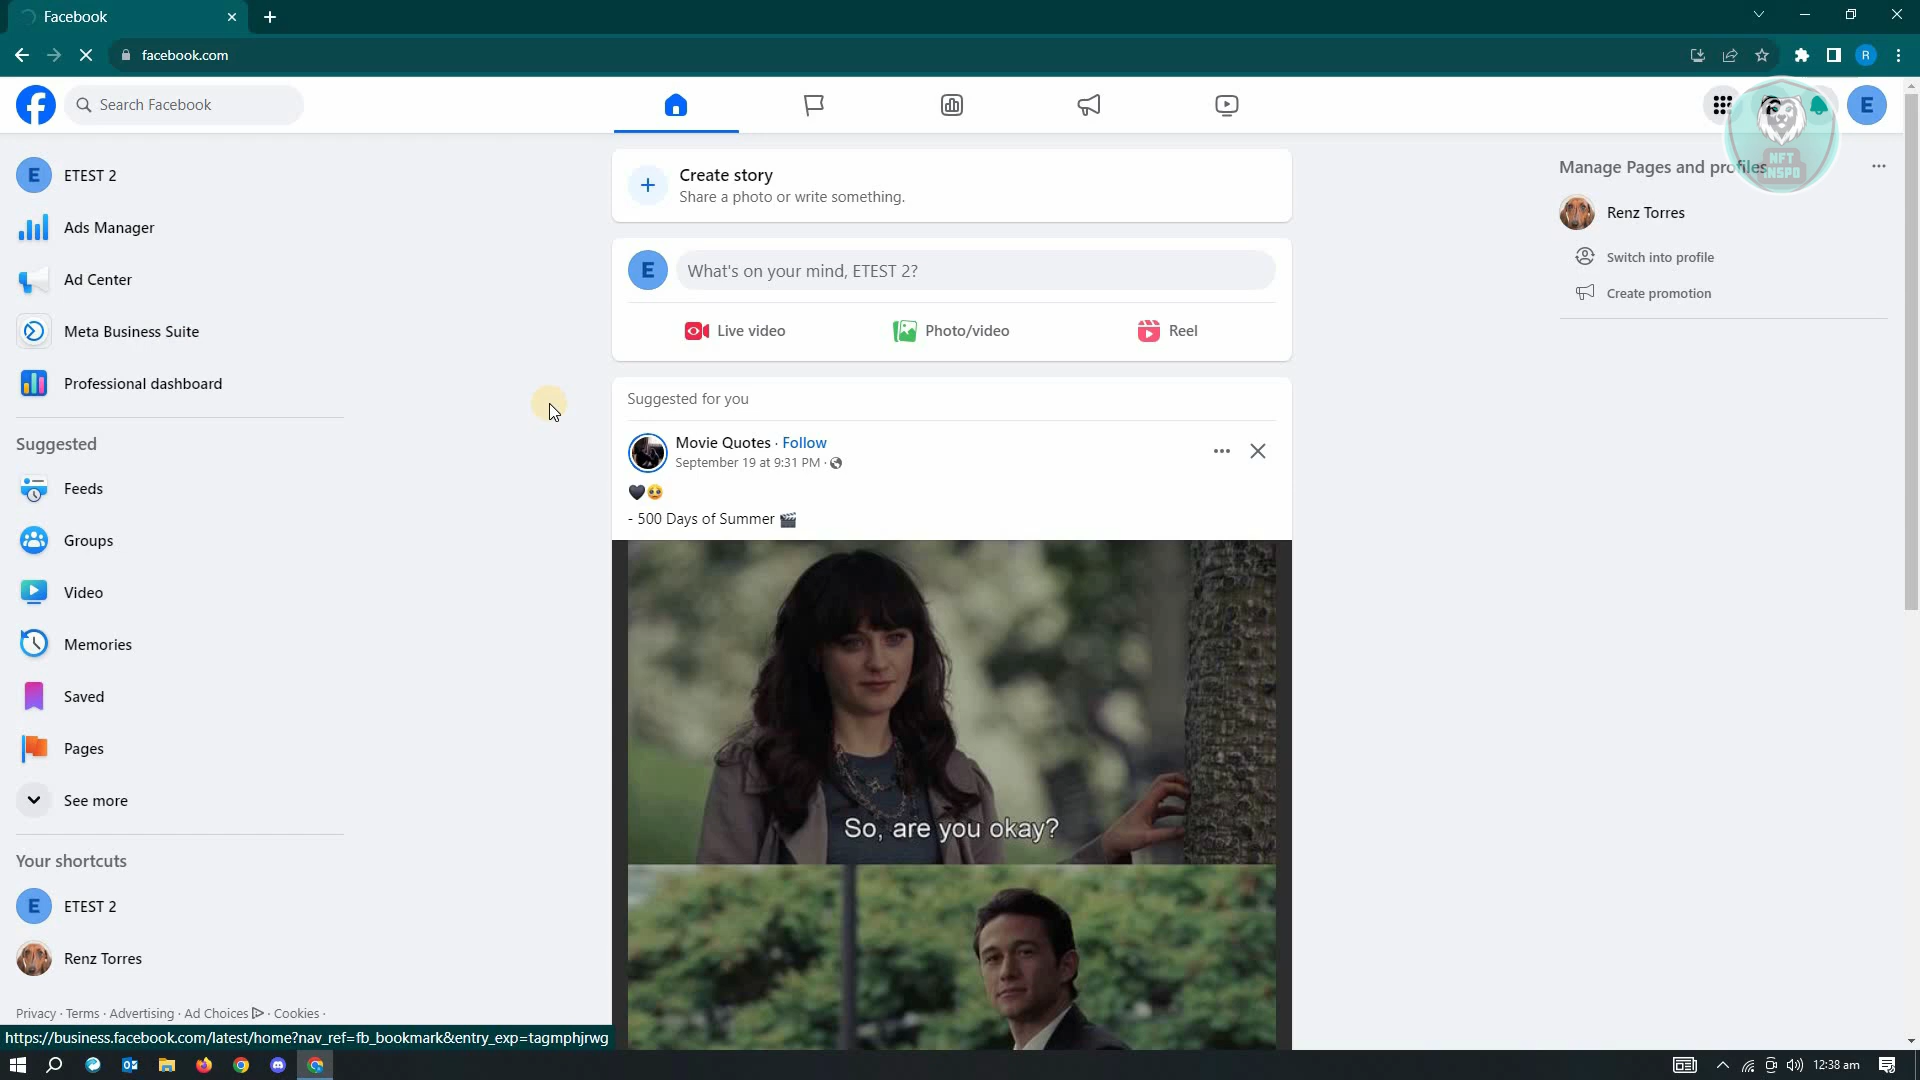 Facebook
facebook.com
Search Facebook
E
NFT
INSPO
E ETEST 2
Ads Manager
Ad Center
Meta Business Suite
Professional dashboard
Suggested
Feeds
Groups
Video
Memories
Saved
Pages
See more
Your shortcuts
E ETEST 2
Renz Torres
Privacy · Terms · Advertising · Ad Choices · Cookies ·
https://business.facebook.com/latest/home?nav_ref=fb_bookmark&entry_exp=tagmphjrwg
Create story
Share a photo or write something.
E What's on your mind, ETEST 2?
Live video Photo/video Reel
Suggested for you
Movie Quotes · Follow
September 19 at 9:31 PM ·
- 500 Days of Summer
So, are you okay?
Manage Pages and profiles
Renz Torres
Switch into profile
Create promotion
R
12:38 am